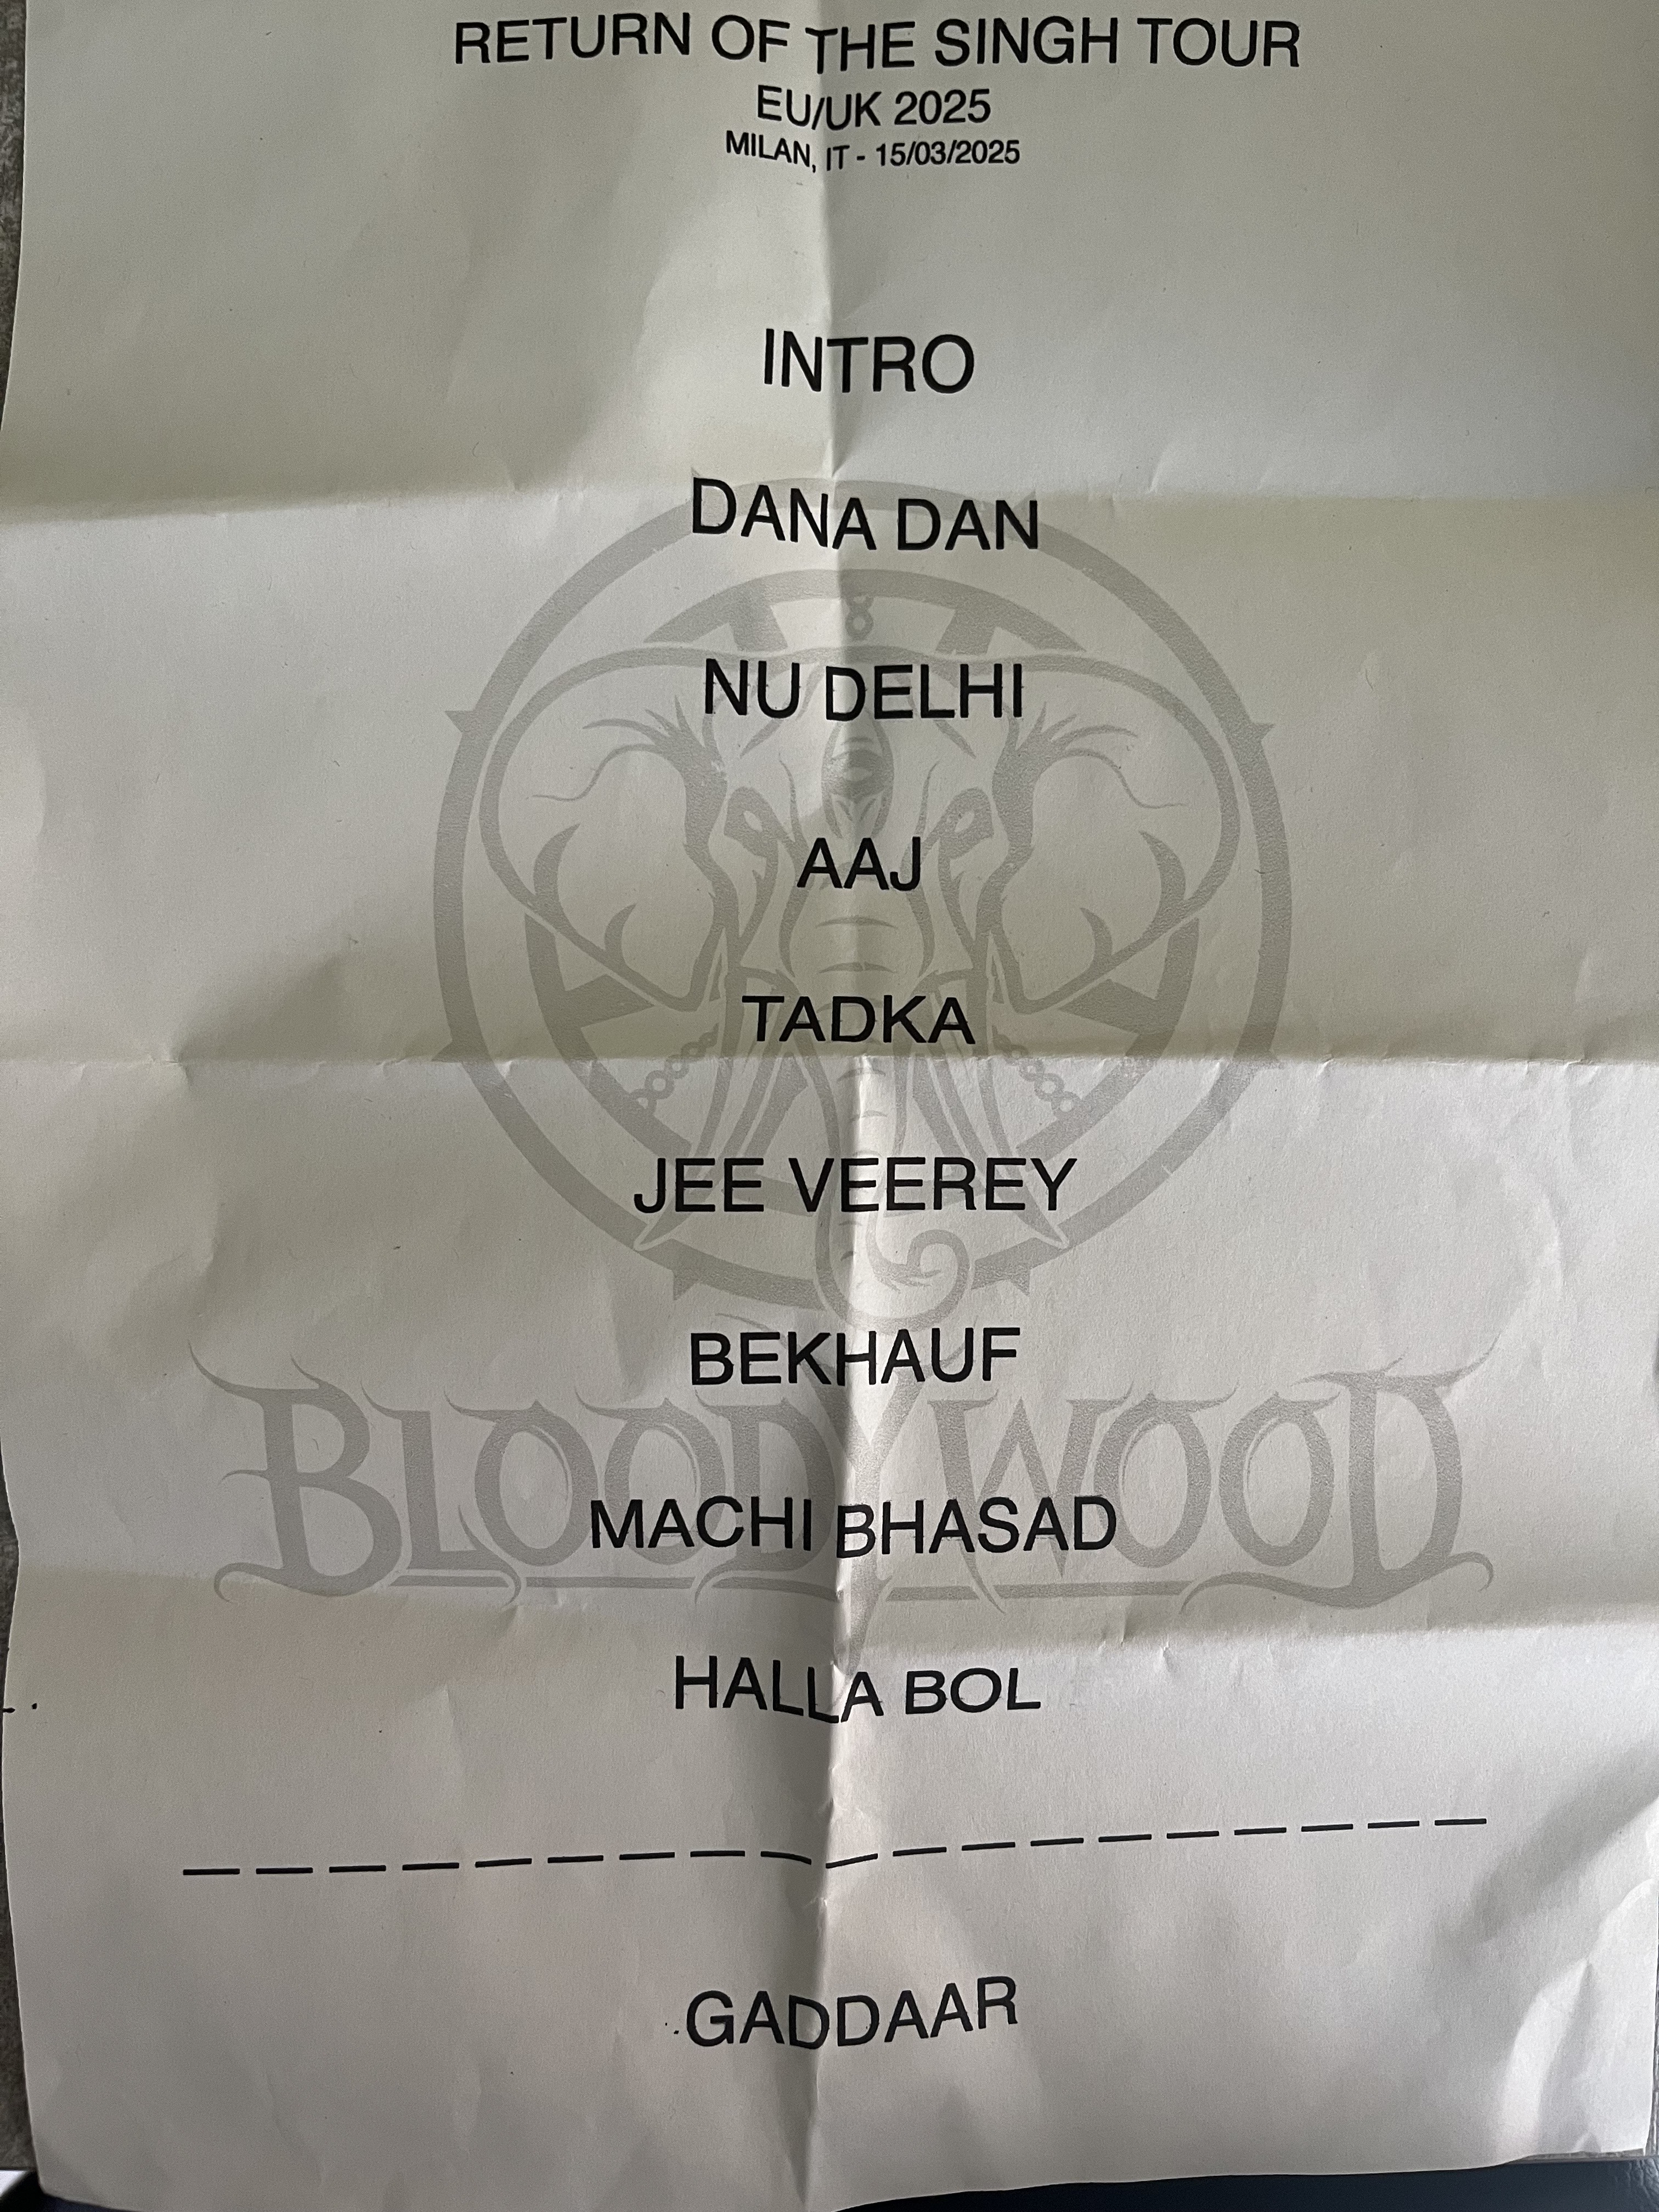 RETURN OF THE SINGH TOUR
EU/UK 2025
MILAN, IT - 15/03/2025
INTRO
DANA DAN
NU DELHI
AAJ
TADKA
JEE VEEREY
BEKHAUF
BLOODYWOOD
MACHI BHASAD
HALLA BOL
GADDAAR